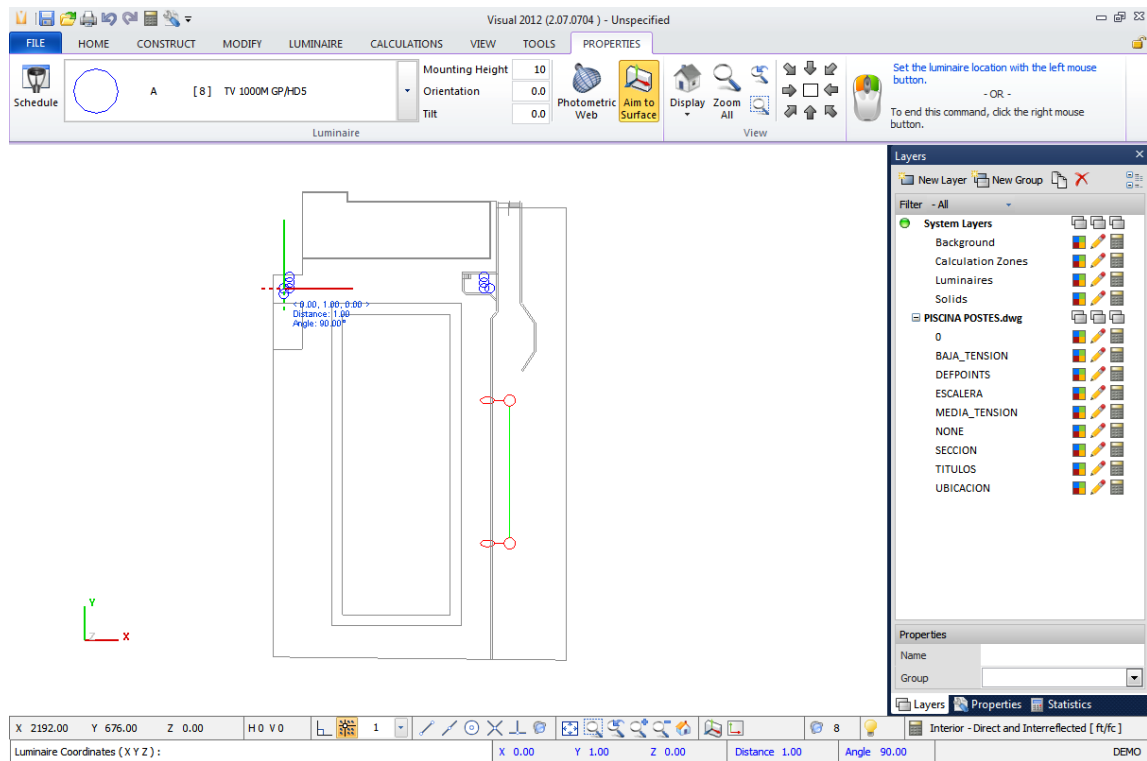 Visual 2012 (2.07.0704 ) - Unspecified
FILE HOME CONSTRUCT MODIFY LUMINAIRE CALCULATIONS VIEW TOOLS PROPERTIES
Schedule
A [ 8 ] TV 1000M GP/HD5
Mounting Height 10
Orientation 0.0
Tilt 0.0
Luminaire
Photometric Web
Aim to Surface
Display
Zoom All
View
Set the luminaire location with the left mouse
button.
- OR -
To end this command, click the right mouse
button.
Layers
New Layer New Group
Filter - All
System Layers
Background
Calculation Zones
Luminaires
Solids
PISCINA POSTES.dwg
0
BAJA_TENSION
DEFPOINTS
ESCALERA
MEDIA_TENSION
NONE
SECCION
TITULOS
UBICACION
< 0.00, 1.00, 0.00 >
Distance: 1.00
Angle: 90.00°
Y
Z X
Properties
Name
Group
Layers Properties Statistics
X 2192.00 Y 676.00 Z 0.00 H 0 V 0 1 8 Interior - Direct and Interreflected [ ft/fc ]
Luminaire Coordinates ( X Y Z ) : X 0.00 Y 1.00 Z 0.00 Distance 1.00 Angle 90.00 DEMO